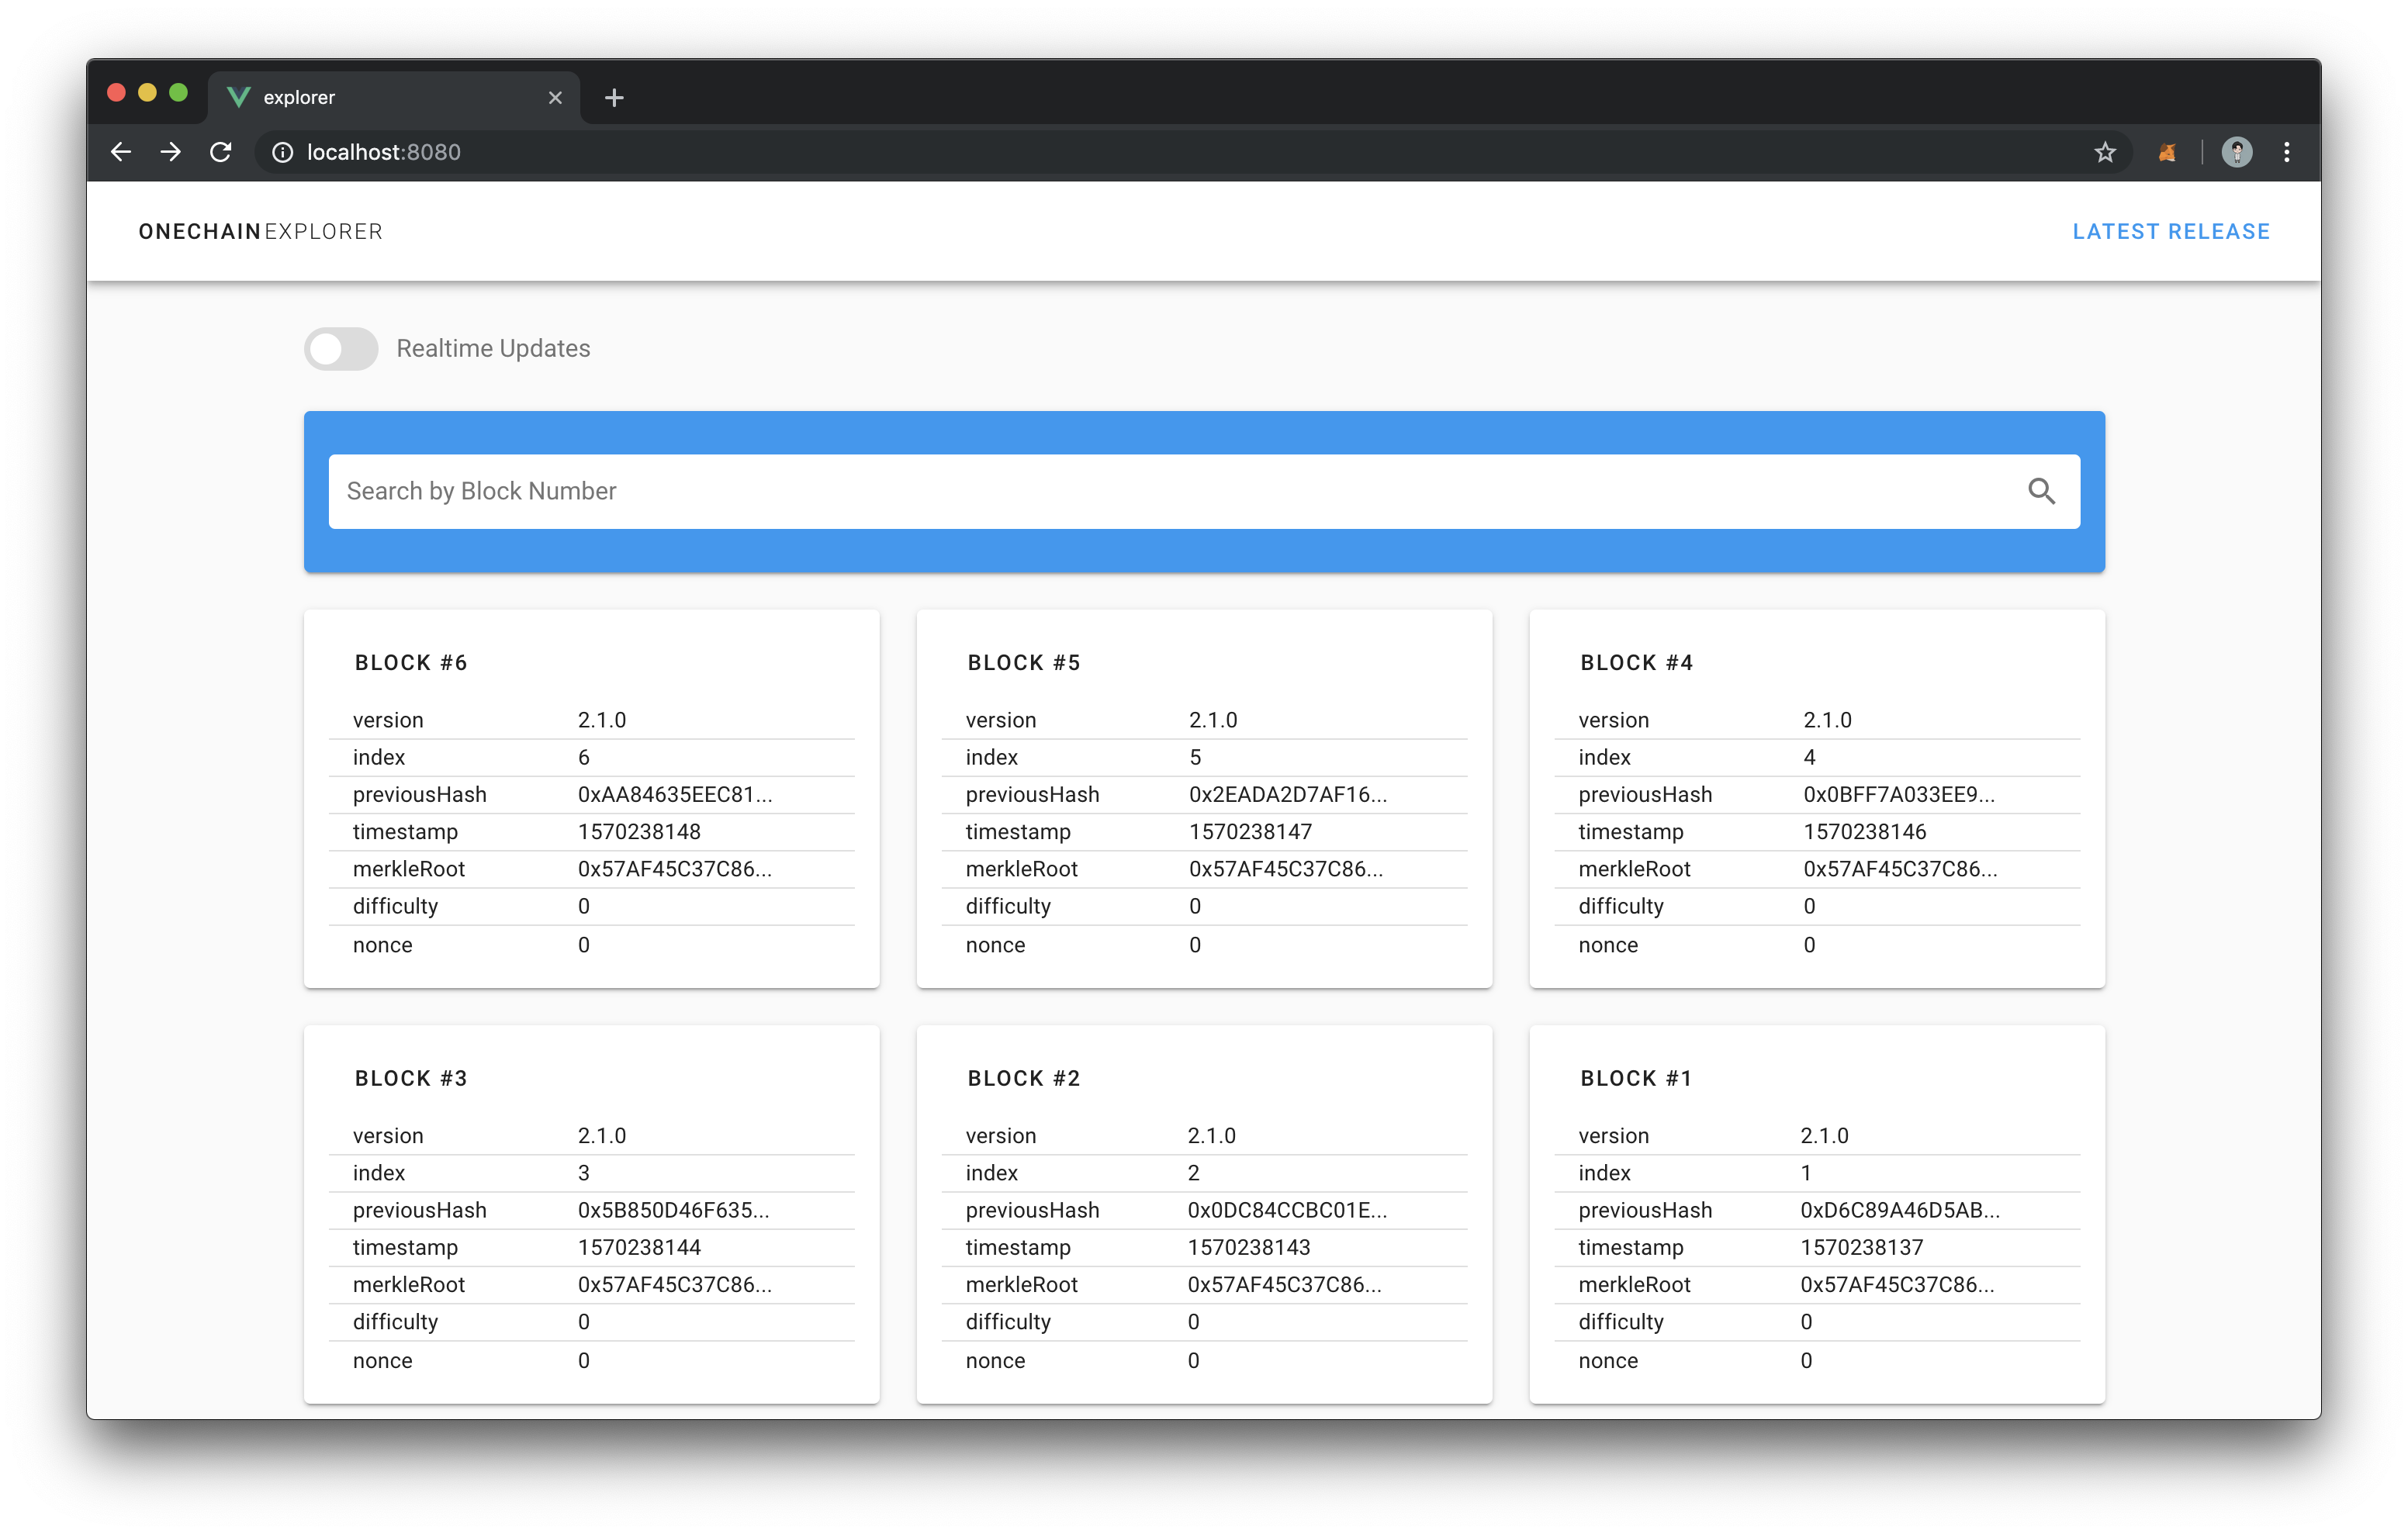 explorer
localhost:8080
ONECHAINEXPLORER
LATEST RELEASE
Realtime Updates
Search by Block Number
BLOCK #6
version 2.1.0
index 6
previousHash 0xAA84635EEC81...
timestamp 1570238148
merkleRoot 0x57AF45C37C86...
difficulty 0
nonce 0
BLOCK #5
version 2.1.0
index 5
previousHash 0x2EADA2D7AF16...
timestamp 1570238147
merkleRoot 0x57AF45C37C86...
difficulty 0
nonce 0
BLOCK #4
version 2.1.0
index 4
previousHash 0x0BFF7A033EE9...
timestamp 1570238146
merkleRoot 0x57AF45C37C86...
difficulty 0
nonce 0
BLOCK #3
version 2.1.0
index 3
previousHash 0x5B850D46F635...
timestamp 1570238144
merkleRoot 0x57AF45C37C86...
difficulty 0
nonce 0
BLOCK #2
version 2.1.0
index 2
previousHash 0x0DC84CCBC01E...
timestamp 1570238143
merkleRoot 0x57AF45C37C86...
difficulty 0
nonce 0
BLOCK #1
version 2.1.0
index 1
previousHash 0xD6C89A46D5AB...
timestamp 1570238137
merkleRoot 0x57AF45C37C86...
difficulty 0
nonce 0